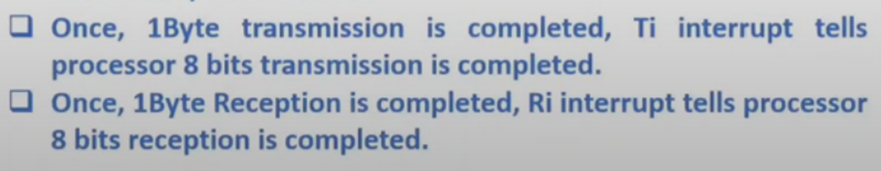 ❑ Once, 1Byte transmission is completed, Ti interrupt tells
processor 8 bits transmission is completed.
❑ Once, 1Byte Reception is completed, Ri interrupt tells processor
8 bits reception is completed.